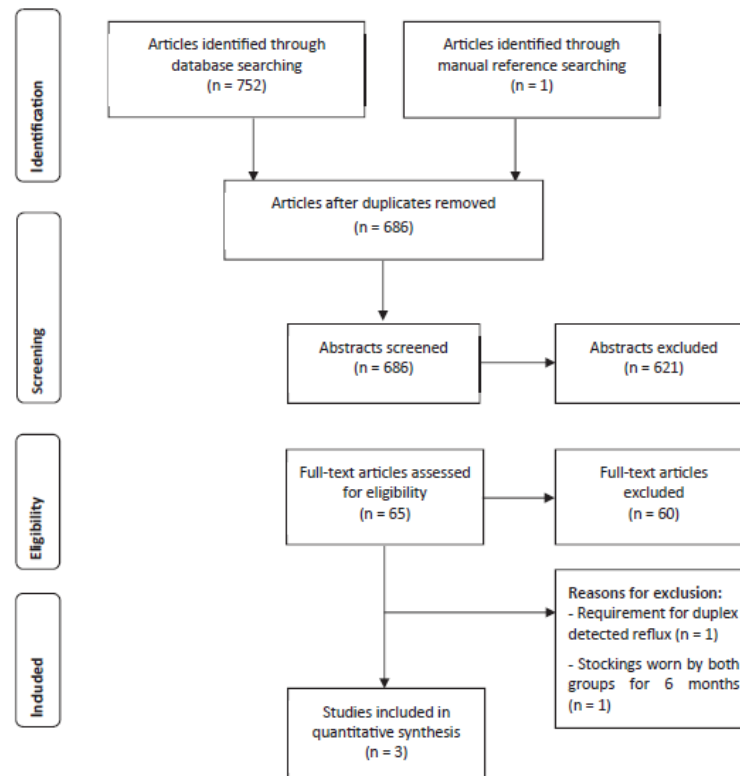 Identification
Articles identified through
database searching
(n = 752)
Articles identified through
manual reference searching
(n = 1)
Articles after duplicates removed
(n = 686)
Screening
Abstracts screened
(n = 686)
Abstracts excluded
(n = 621)
Eligibility
Full-text articles assessed
for eligibility
(n = 65)
Full-text articles
excluded
(n = 60)
Included
Reasons for exclusion:
- Requirement for duplex
detected reflux (n = 1)
- Stockings worn by both
groups for 6 months
(n = 1)
Studies included in
quantitative synthesis
(n = 3)